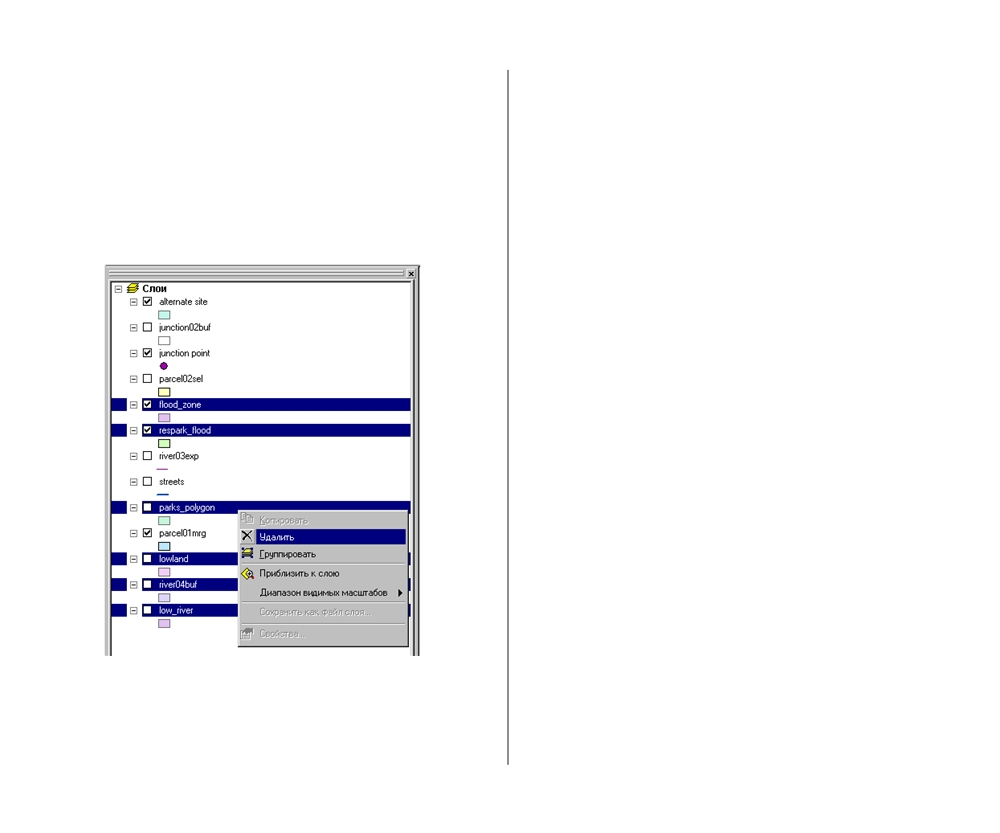 Слои
alternate site
junction02buf
junction point
parcel02sel
flood_zone
respark_flood
river03exp
streets
parks_polygon
parcel01mrg
lowland
river04buf
low_river
Копировать
Удалить
Группировать
Приблизить к слою
Диапазон видимых масштабов
Сохранить как файл слоя...
Свойства...